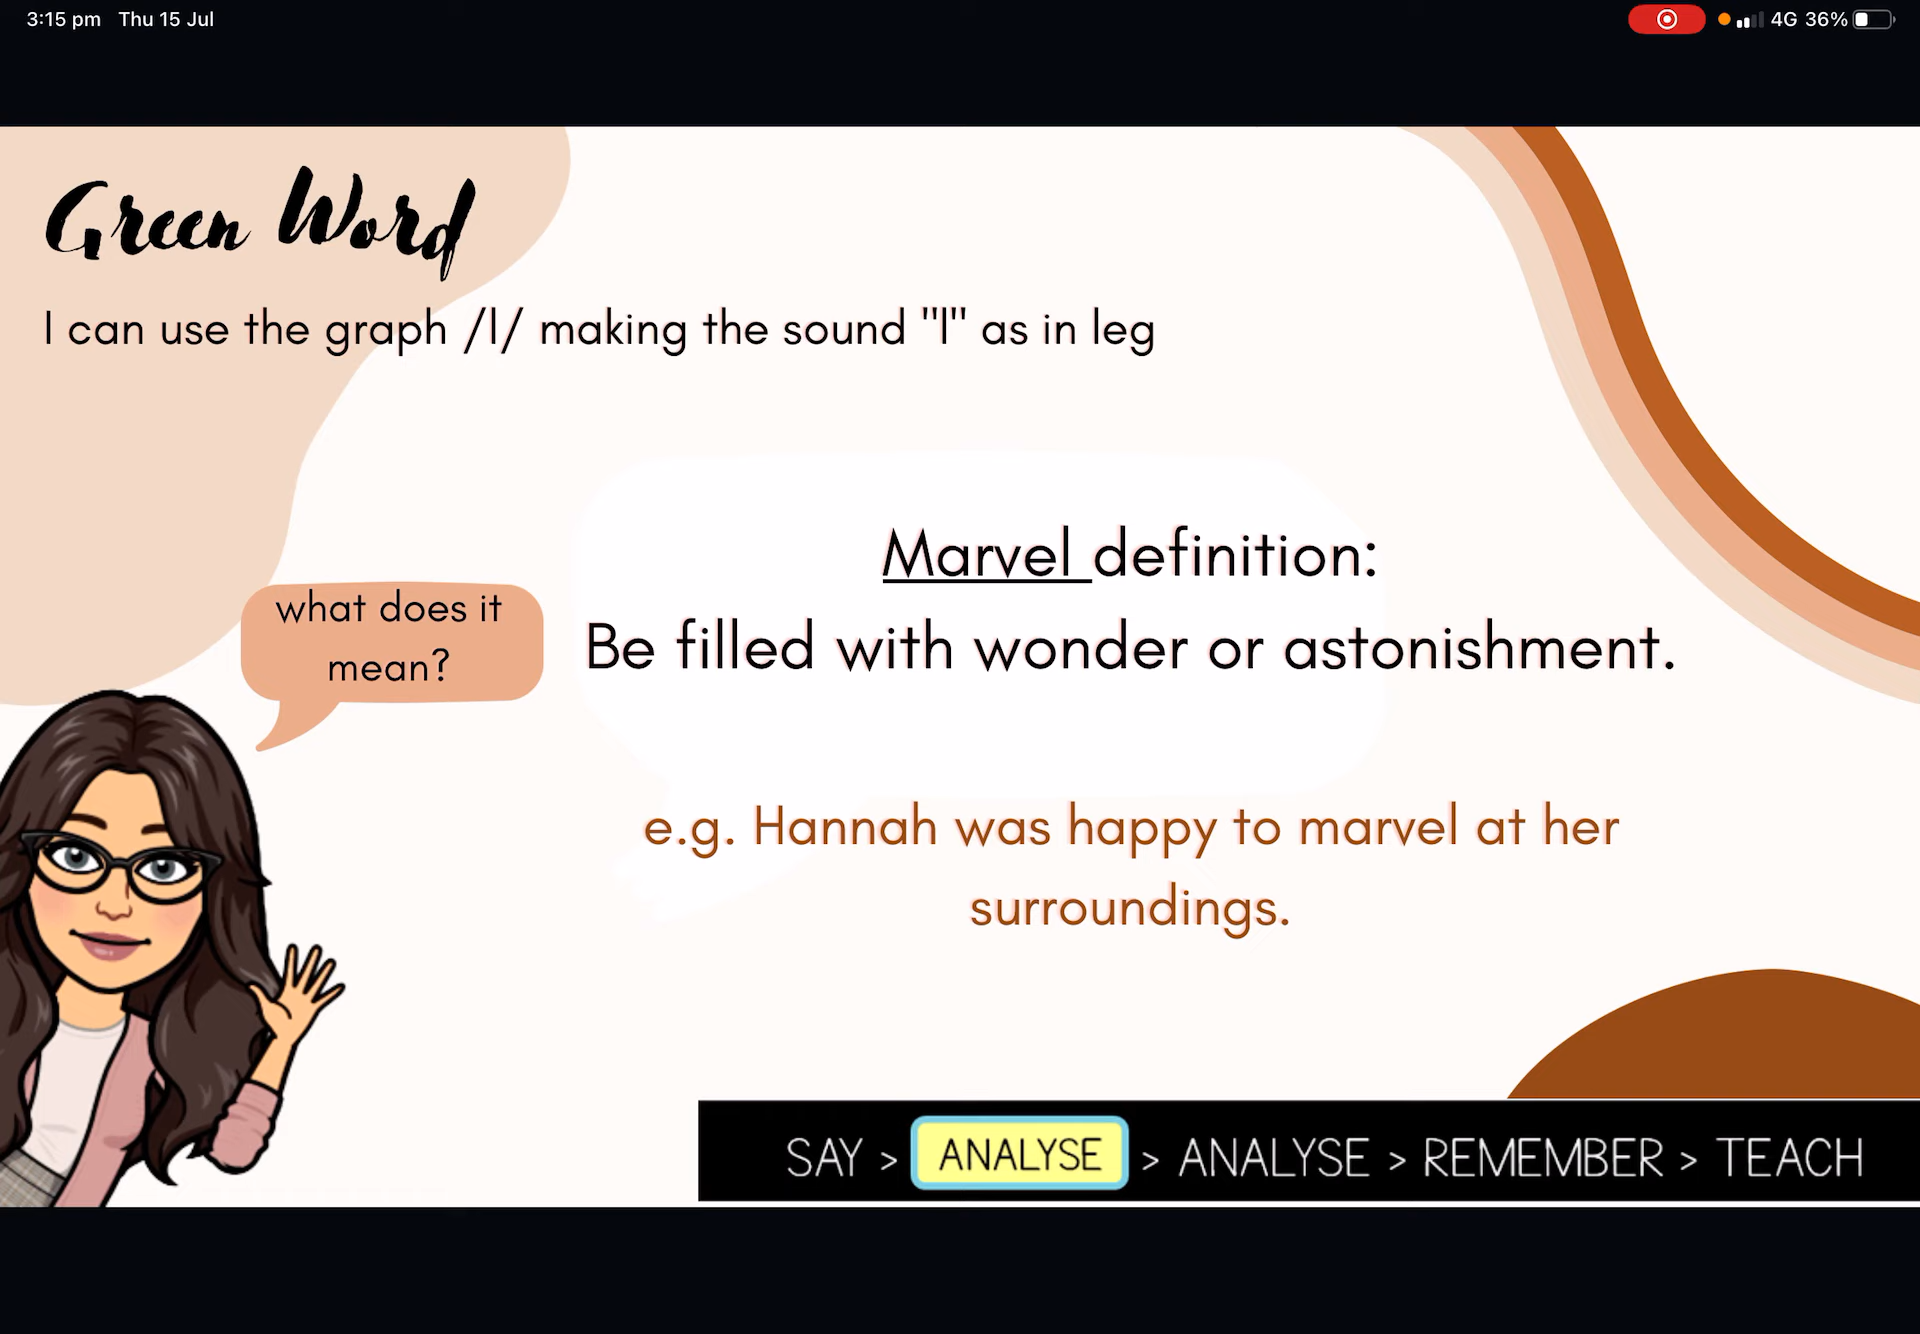 3:15 pm Thu 15 Jul
4G 36%
Green Word
I can use the graph /l/ making the sound "l" as in leg
what does it
mean?
Marvel definition:
Be filled with wonder or astonishment.
e.g. Hannah was happy to marvel at her
surroundings.
SAY > ANALYSE > ANALYSE > REMEMBER > TEACH